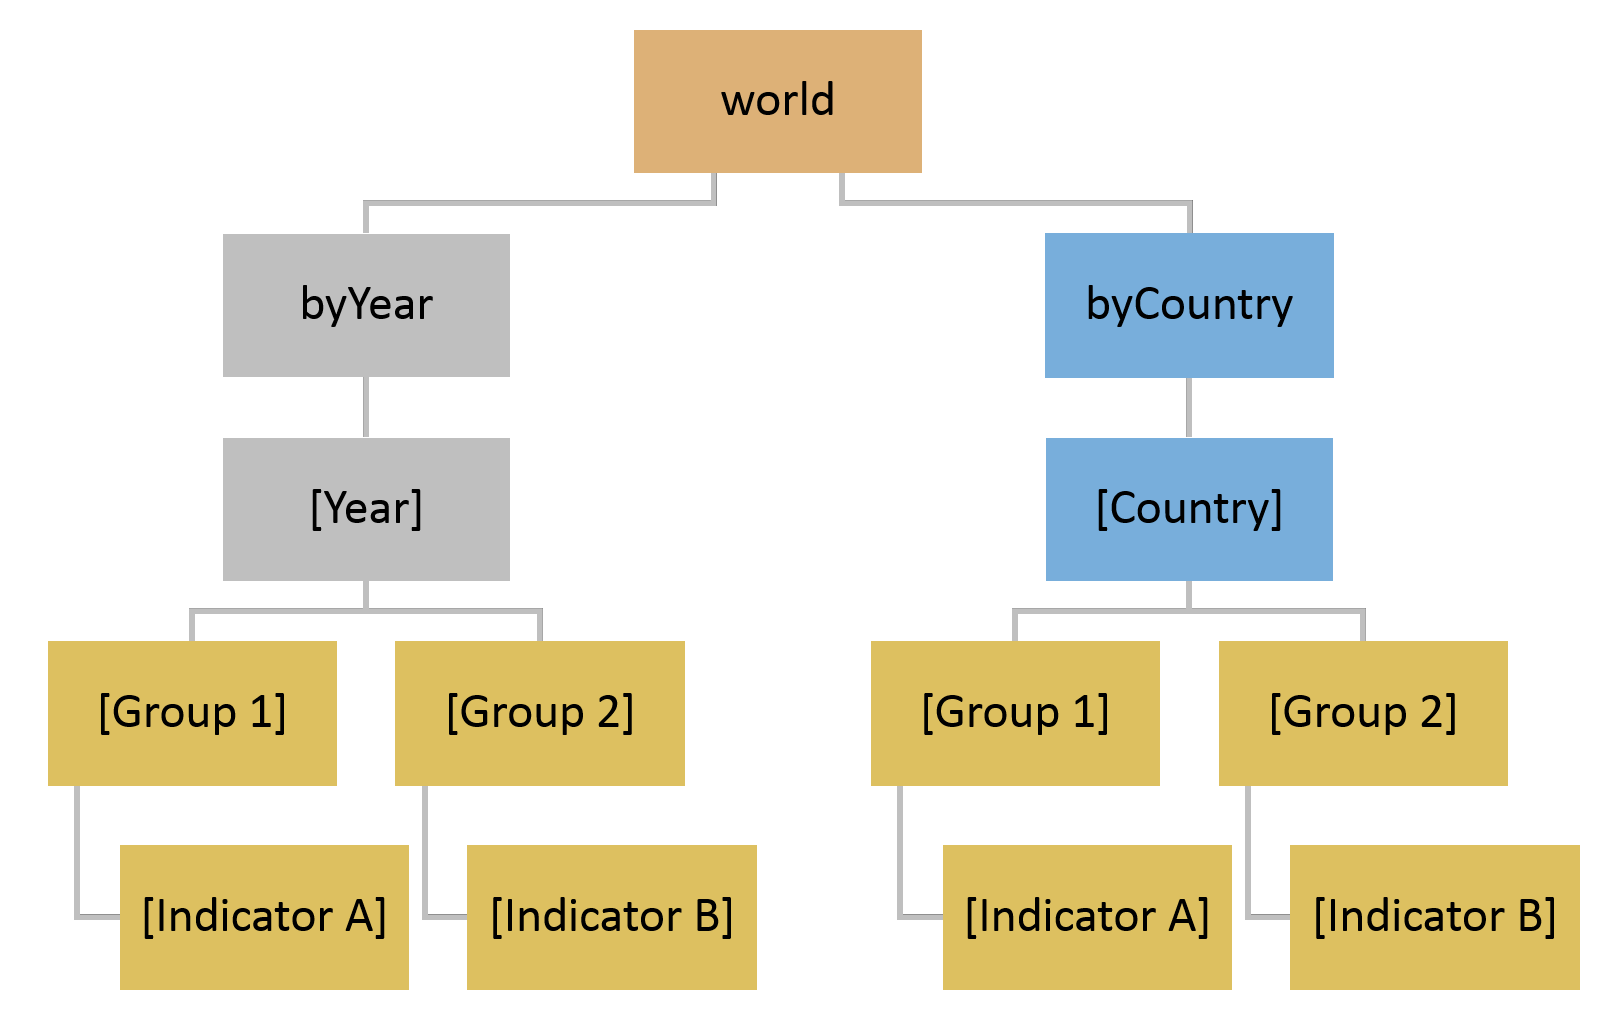 world
byYear
byCountry
[Year]
[Country]
[Group 1]
[Group 2]
[Group 1]
[Group 2]
[Indicator A]
[Indicator B]
[Indicator A]
[Indicator B]